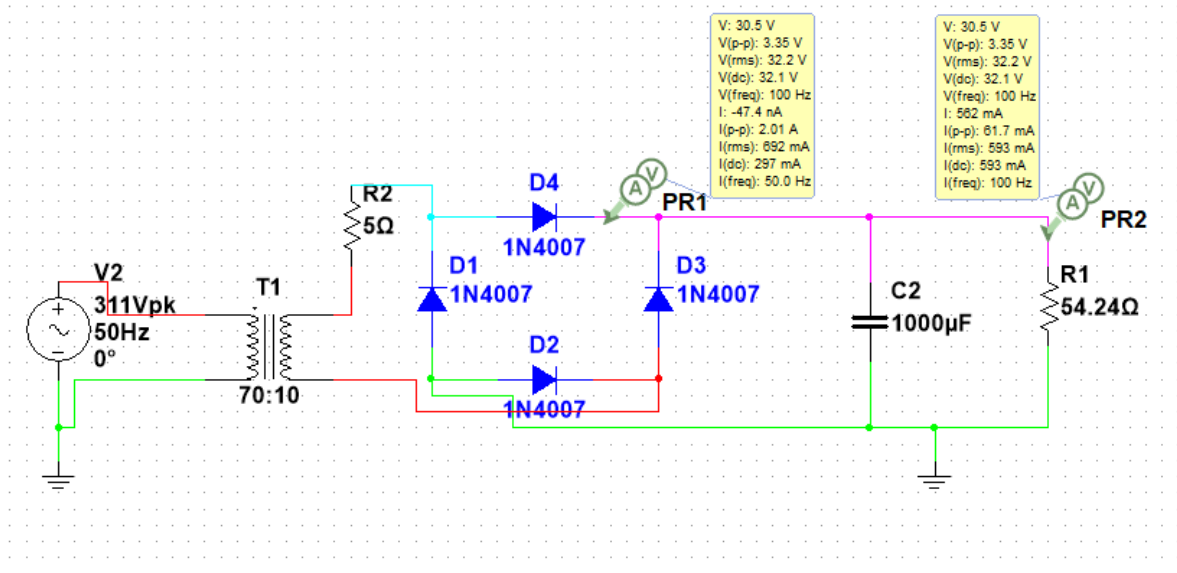 V: 30.5 V
V(p-p): 3.35 V
V(rms): 32.2 V
V(dc): 32.1 V
V(freq): 100 Hz
I: -47.4 nA
I(p-p): 2.01 A
I(rms): 692 mA
I(dc): 297 mA
I(freq): 50.0 Hz
V: 30.5 V
V(p-p): 3.35 V
V(rms): 32.2 V
V(dc): 32.1 V
V(freq): 100 Hz
I: 562 mA
I(p-p): 61.7 mA
I(rms): 593 mA
I(dc): 593 mA
I(freq): 100 Hz
A
V
PR1
A
V
PR2
R2
5Ω
D4
1N4007
D1
1N4007
D3
1N4007
D2
1N4007
V2
311Vpk
50Hz
0°
T1
70:10
C2
1000µF
R1
54.24Ω